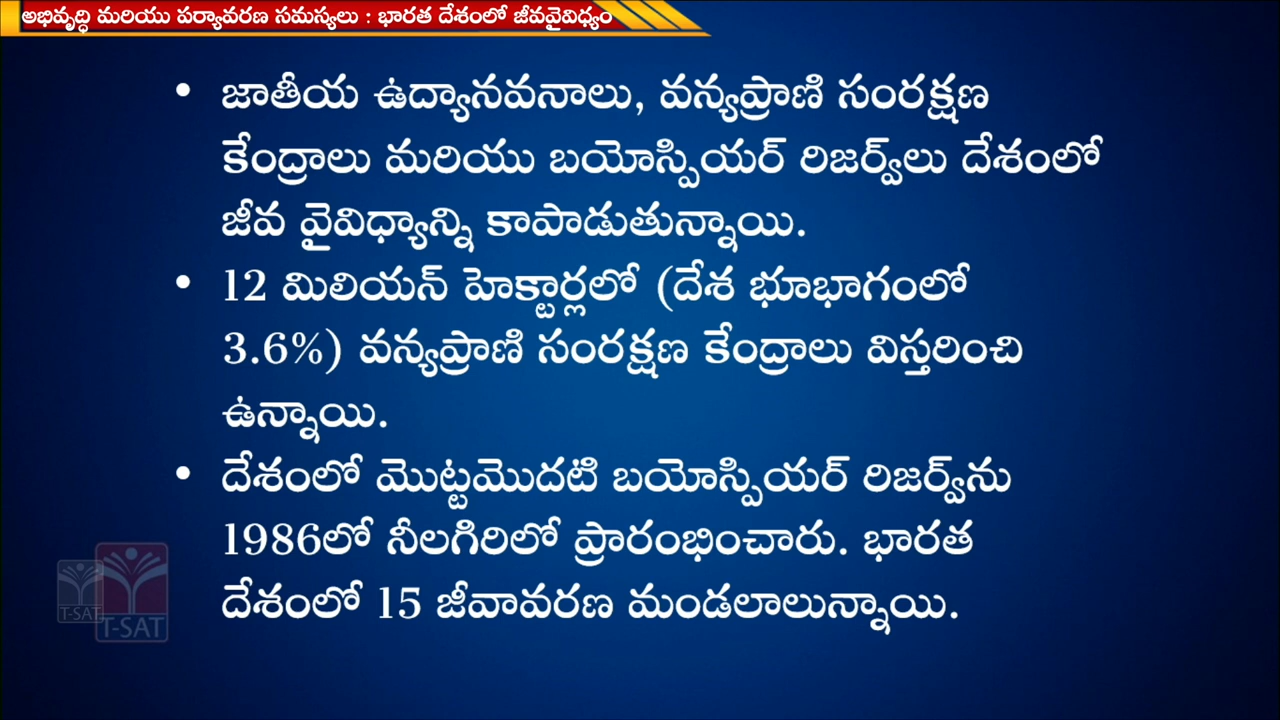 అభివృద్ధి మరియు పర్యావరణ సమస్యలు : భారత దేశంలో జీవవైవిధ్యం
• జాతీయ ఉద్యానవనాలు, వన్యప్రాణి సంరక్షణ
కేంద్రాలు మరియు బయోస్పియర్ రిజర్వ్‌లు దేశంలో
జీవ వైవిధ్యాన్ని కాపాడుతున్నాయి.
• 12 మిలియన్ హెక్టార్లలో (దేశ భూభాగంలో
3.6%) వన్యప్రాణి సంరక్షణ కేంద్రాలు విస్తరించి
ఉన్నాయి.
• దేశంలో మొట్టమొదటి బయోస్పియర్ రిజర్వ్‌ను
1986లో నీలగిరిలో ప్రారంభించారు. భారత
దేశంలో 15 జీవావరణ మండలాలున్నాయి.
T-SAT
T-SAT